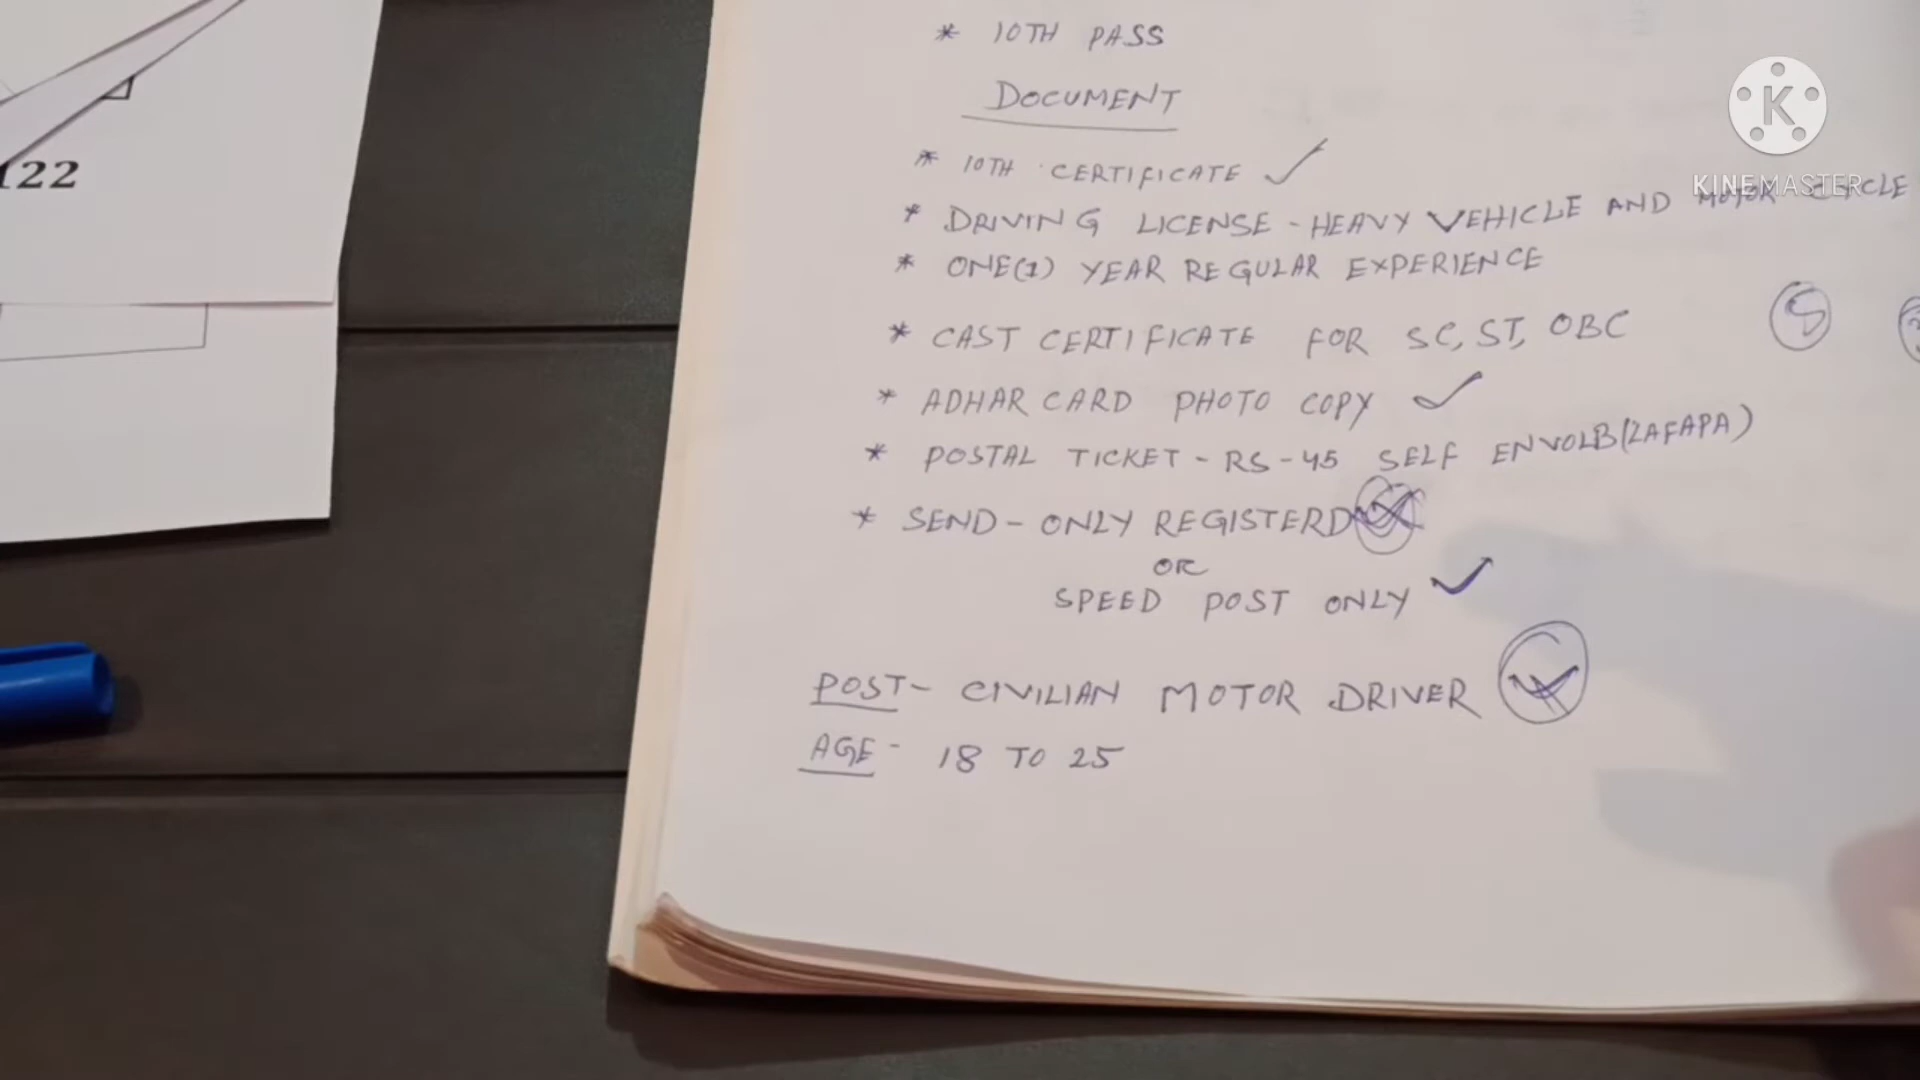 * 10TH PASS
DOCUMENT
* 10TH CERTIFICATE
* DRIVING LICENSE - HEAVY VEHICLE AND MOTOR CYCLE
* ONE(1) YEAR REGULAR EXPERIENCE
* CAST CERTIFICATE FOR SC, ST, OBC
* ADHAR CARD PHOTO COPY
* POSTAL TICKET - RS - 45 SELF ENVOLB(LAFAPA)
* SEND - ONLY REGISTERD
OR
SPEED POST ONLY
POST - CIVILIAN MOTOR DRIVER
AGE - 18 TO 25
122
K
KINEMASTER